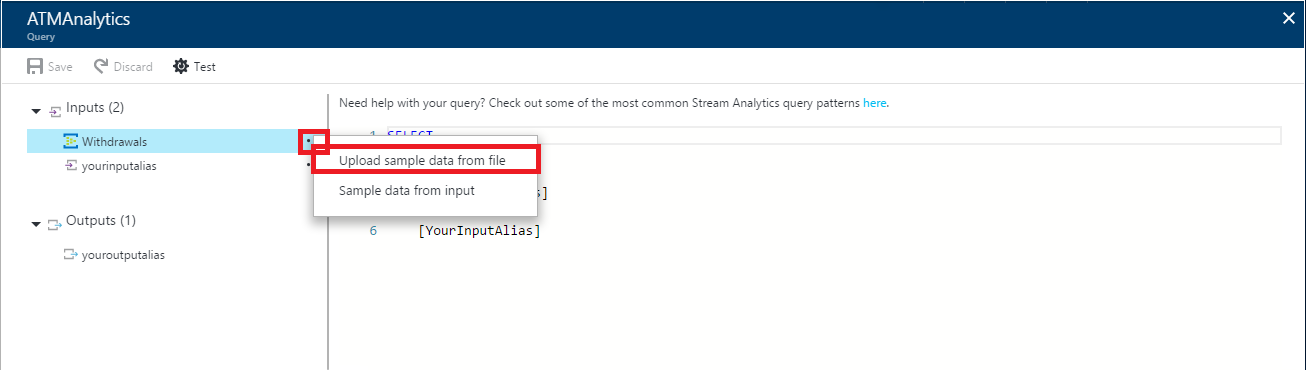 ATMAnalytics
Query
Save Discard Test
Inputs (2)
Withdrawals
yourinputalias
Outputs (1)
youroutputalias
Need help with your query? Check out some of the most common Stream Analytics query patterns here.
1 SELECT
Upload sample data from file
Sample data from input
s]
6 [YourInputAlias]